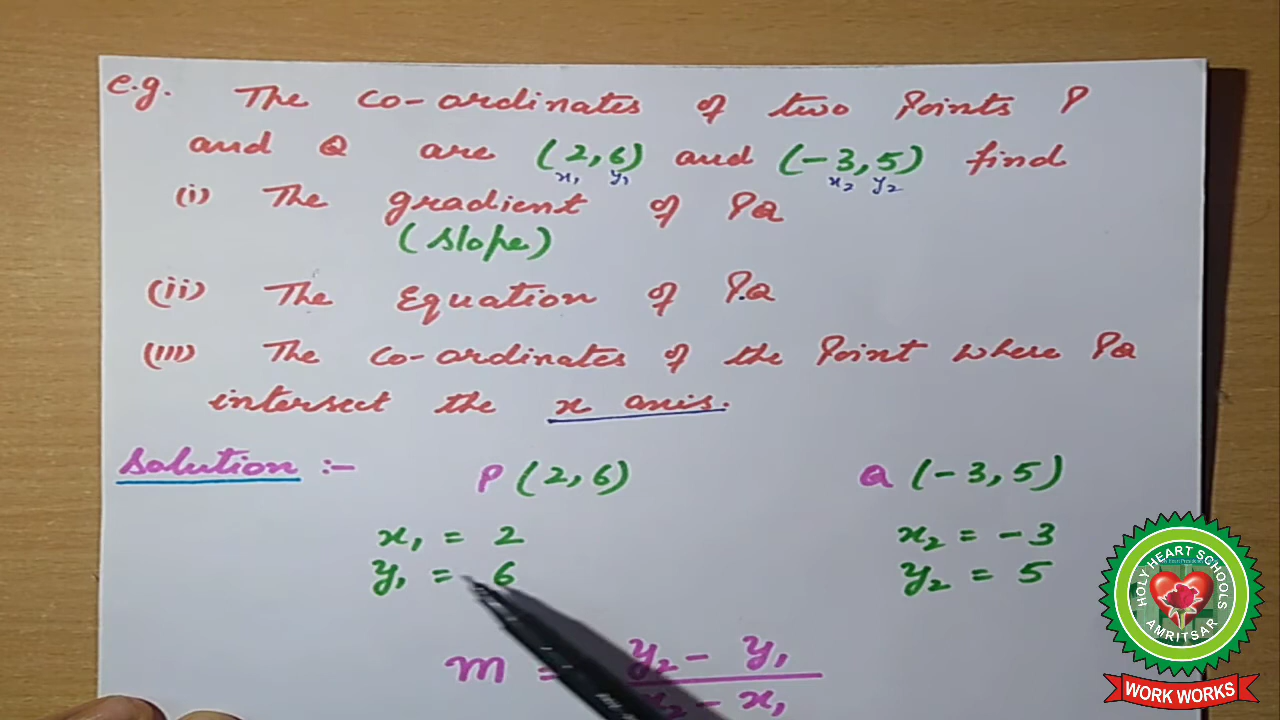 e.g. The co-ordinates of two Points P
and Q are (2,6) and (-3,5) find
x₁ y₁ x₂ y₂
(i) The gradient of PQ
(slope)
(ii) The Equation of PQ
(III) The co-ordinates of the Point where PQ
intersect the x axis.
Solution :- P (2,6) Q (-3,5)
x₁ = 2 x₂ = -3
y₁ = 6 y₂ = 5
m = y₂ - y₁
x₂ - x₁
HOLY HEART SCHOOLS
AMRITSAR
WORK WORKS